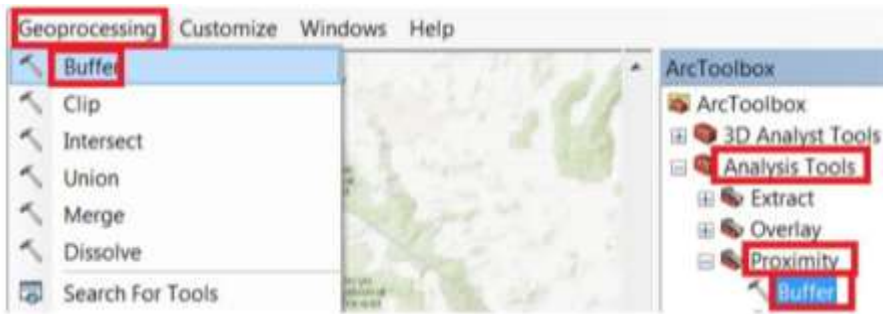 Geoprocessing Customize Windows Help
Buffer
Clip
Intersect
Union
Merge
Dissolve
Search For Tools
ArcToolbox
ArcToolbox
3D Analyst Tools
Analysis Tools
Extract
Overlay
Proximity
Buffer